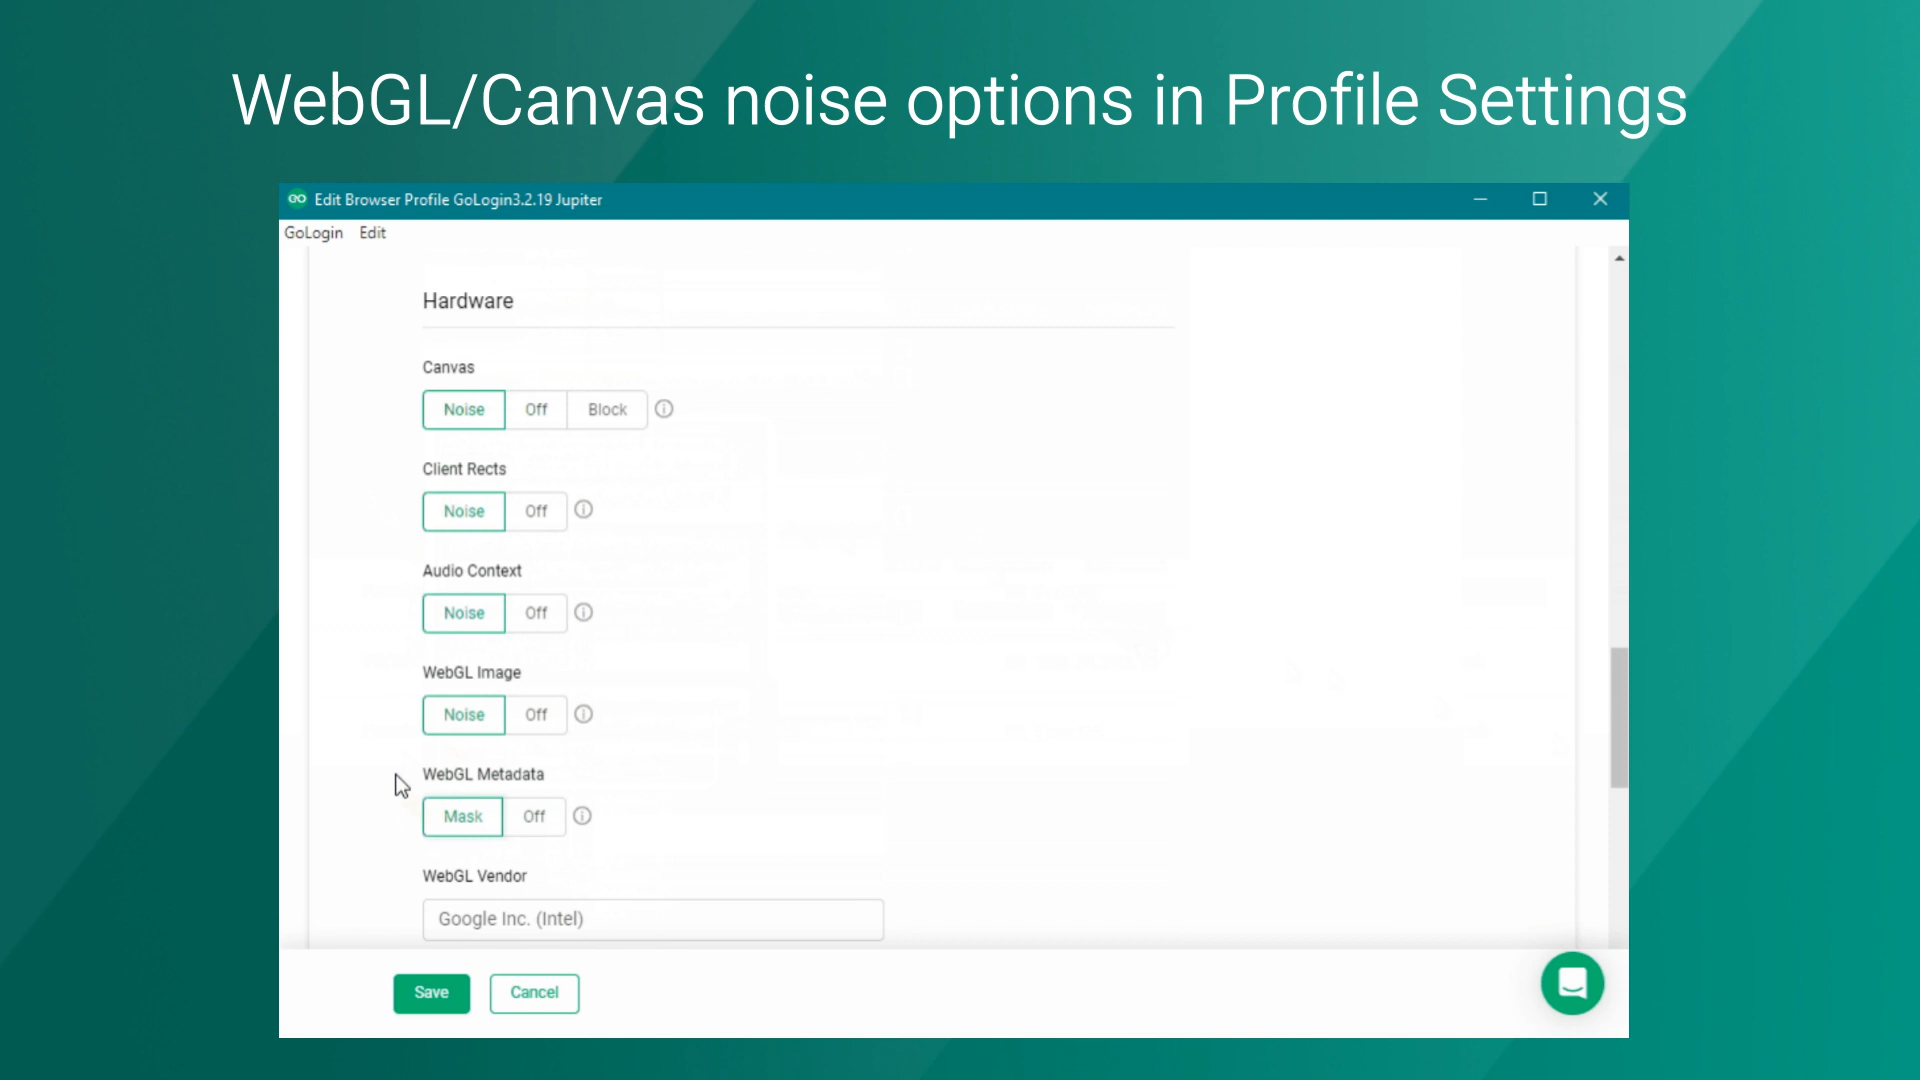 WebGL/Canvas noise options in Profile Settings
Edit Browser Profile GoLogin3.2.19 Jupiter
GoLogin Edit
Hardware
Canvas
Noise Off Block
Client Rects
Noise Off
Audio Context
Noise Off
WebGL Image
Noise Off
WebGL Metadata
Mask Off
WebGL Vendor
Google Inc. (Intel)
Save Cancel